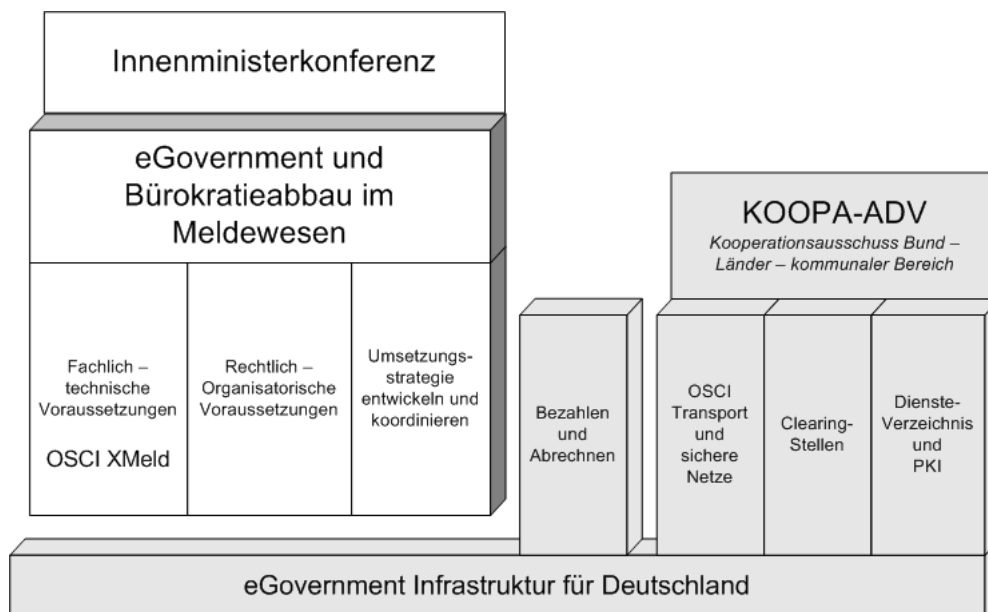 Innenministerkonferenz
eGovernment und
Bürokratieabbau im
Meldewesen
Fachlich –
technische
Voraussetzungen
OSCI XMeld
Rechtlich –
Organisatorische
Voraussetzungen
Umsetzungs-
strategie
entwickeln und
koordinieren
Bezahlen
und
Abrechnen
KOOPA-ADV
Kooperationsausschuss Bund –
Länder – kommunaler Bereich
OSCI
Transport
und
sichere
Netze
Clearing-
Stellen
Dienste-
Verzeichnis
und
PKI
eGovernment Infrastruktur für Deutschland